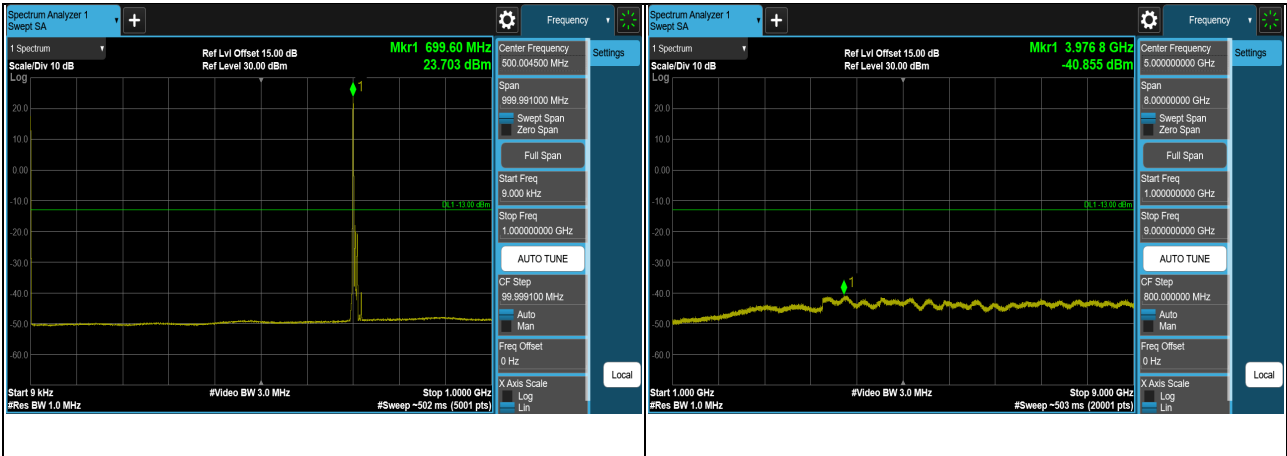 Spectrum Analyzer 1
Swept SA
+
Frequency
1 Spectrum
Scale/Div 10 dB
Log
Ref Lvl Offset 15.00 dB
Ref Level 30.00 dBm
Mkr1 699.60 MHz
23.703 dBm
1
20.0
10.0
0.00
-10.0
-20.0
-30.0
-40.0
-50.0
-60.0
DL1 -13.00 dBm
Start 9 kHz
#Res BW 1.0 MHz
#Video BW 3.0 MHz
Stop 1.0000 GHz
#Sweep ~502 ms (5001 pts)
Center Frequency
500.004500 MHz
Span
999.991000 MHz
Swept Span
Zero Span
Full Span
Start Freq
9.000 kHz
Stop Freq
1.000000000 GHz
AUTO TUNE
CF Step
99.999100 MHz
Auto
Man
Freq Offset
0 Hz
X Axis Scale
Log
Lin
Settings
Local
Spectrum Analyzer 1
Swept SA
+
Frequency
1 Spectrum
Scale/Div 10 dB
Log
Ref Lvl Offset 15.00 dB
Ref Level 30.00 dBm
Mkr1 3.976 8 GHz
-40.855 dBm
1
20.0
10.0
0.00
-10.0
-20.0
-30.0
-40.0
-50.0
-60.0
DL1 -13.00 dBm
Start 1.000 GHz
#Res BW 1.0 MHz
#Video BW 3.0 MHz
Stop 9.000 GHz
#Sweep ~503 ms (20001 pts)
Center Frequency
5.000000000 GHz
Span
8.00000000 GHz
Swept Span
Zero Span
Full Span
Start Freq
1.000000000 GHz
Stop Freq
9.000000000 GHz
AUTO TUNE
CF Step
800.000000 MHz
Auto
Man
Freq Offset
0 Hz
X Axis Scale
Log
Lin
Settings
Local